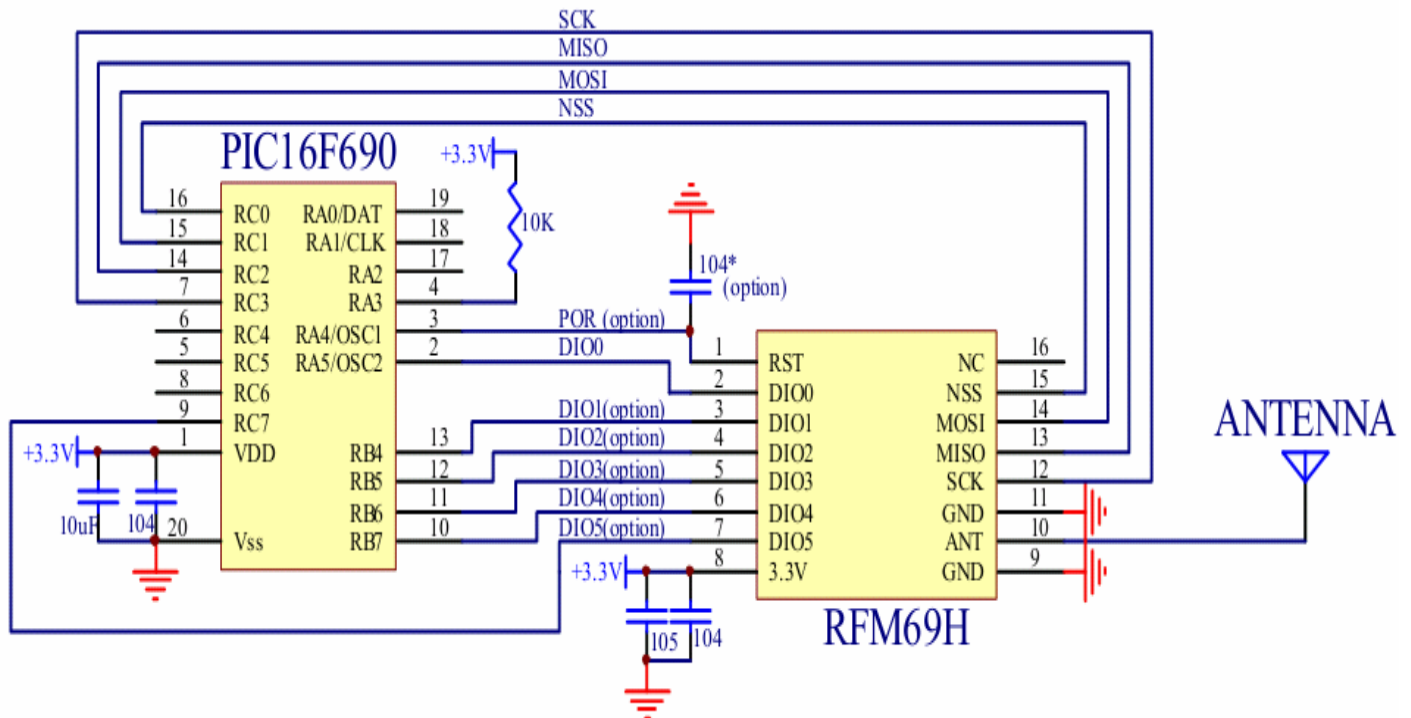 SCK
MISO
MOSI
NSS
PIC16F690
+3.3V
10K
16 RC0 RA0/DAT 19
15 RC1 RA1/CLK 18
14 RC2 RA2 17
7 RC3 RA3 4
6 RC4 RA4/OSC1 3
5 RC5 RA5/OSC2 2
8 RC6
9 RC7
1 VDD RB4 13
RB5 12
RB6 11
20 Vss RB7 10
+3.3V
10uF 104
104*
(option)
POR (option)
DIO0
DIO1(option)
DIO2(option)
DIO3(option)
DIO4(option)
DIO5(option)
1 RST NC 16
2 DIO0 NSS 15
3 DIO1 MOSI 14
4 DIO2 MISO 13
5 DIO3 SCK 12
6 DIO4 GND 11
7 DIO5 ANT 10
8 3.3V GND 9
+3.3V
105 104
RFM69H
ANTENNA